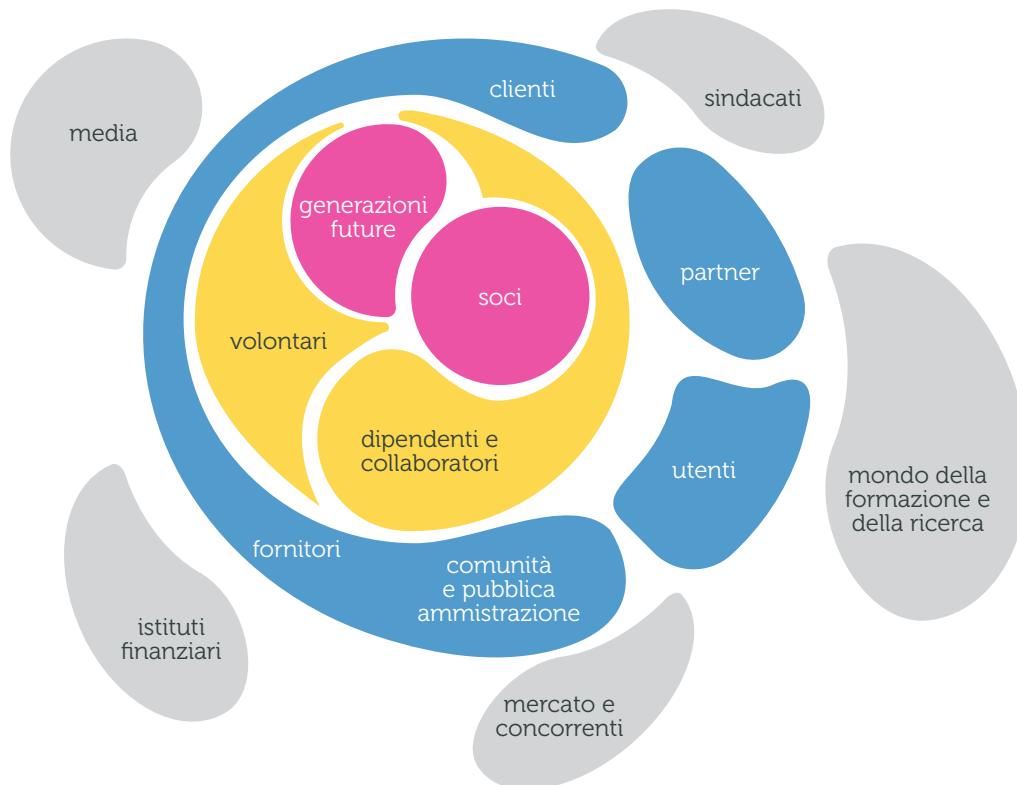 clienti
sindacati
media
generazioni
future
partner
soci
volontari
dipendenti e
collaboratori
utenti
mondo della
formazione e
della ricerca
fornitori
comunità
e pubblica
ammistrazione
istituti
finanziari
mercato e
concorrenti